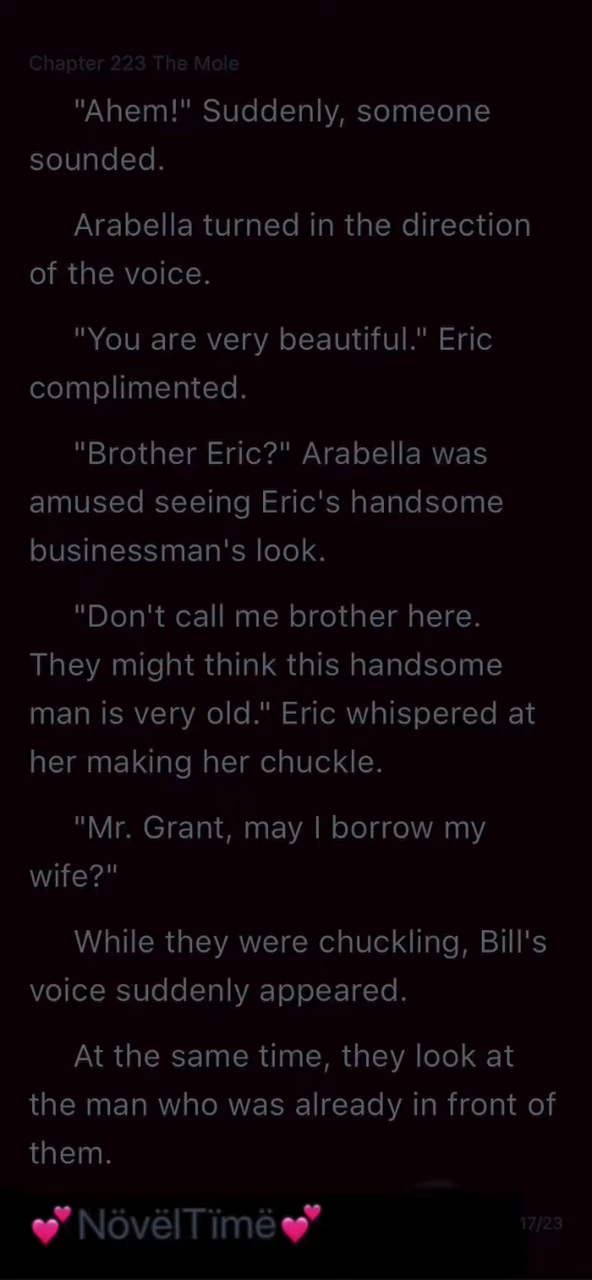 Chapter 223 The Mole
"Ahem!" Suddenly, someone
sounded.
Arabella turned in the direction
of the voice.
"You are very beautiful." Eric
complimented.
"Brother Eric?" Arabella was
amused seeing Eric's handsome
businessman's look.
"Don't call me brother here.
They might think this handsome
man is very old." Eric whispered at
her making her chuckle.
"Mr. Grant, may I borrow my
wife?"
While they were chuckling, Bill's
voice suddenly appeared.
At the same time, they look at
the man who was already in front of
them.
💕NövëlTïmë💕
17/23